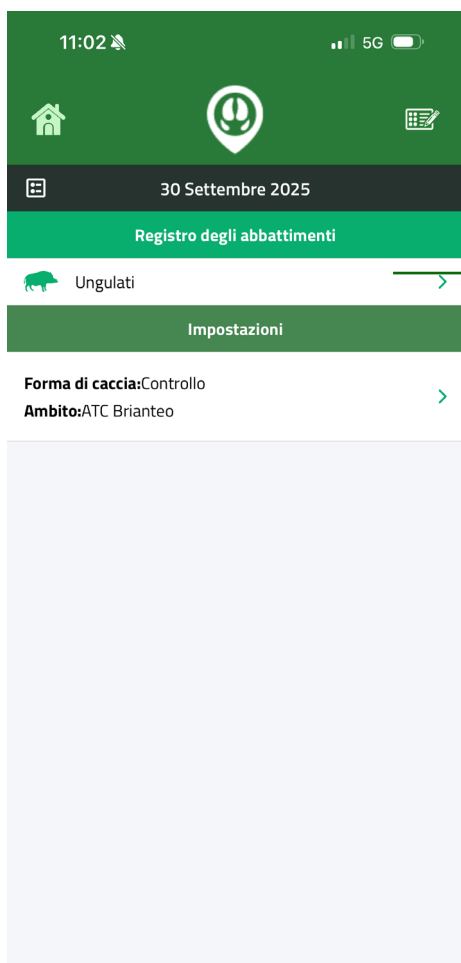 11:02 5G
30 Settembre 2025
Registro degli abbattimenti
Ungulati
Impostazioni
Forma di caccia:Controllo
Ambito:ATC Brianteo